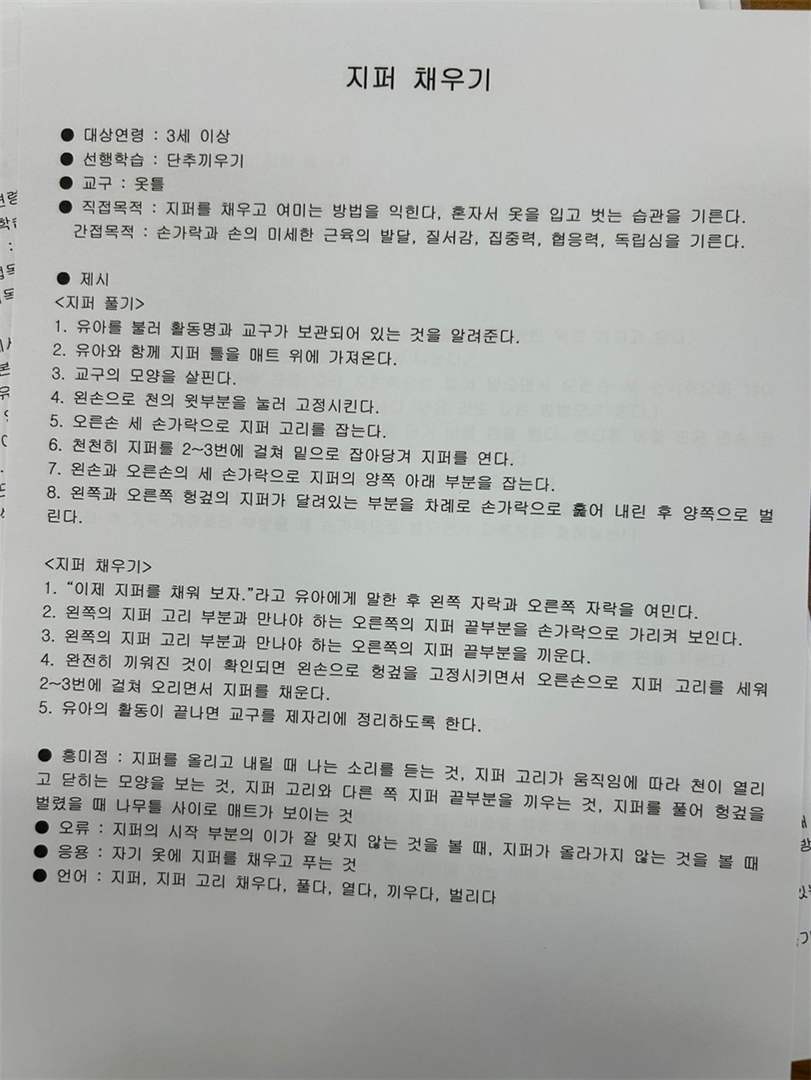 지퍼 채우기
● 대상연령 : 3세 이상
● 선행학습 : 단추끼우기
● 교구 : 옷틀
● 직접목적 : 지퍼를 채우고 여미는 방법을 익힌다, 혼자서 옷을 입고 벗는 습관을 기른다.
간접목적 : 손가락과 손의 미세한 근육의 발달, 질서감, 집중력, 협응력, 독립심을 기른다.
● 제시
<지퍼 풀기>
1. 유아를 불러 활동명과 교구가 보관되어 있는 것을 알려준다.
2. 유아와 함께 지퍼 틀을 매트 위에 가져온다.
3. 교구의 모양을 살핀다.
4. 왼손으로 천의 윗부분을 눌러 고정시킨다.
5. 오른손 세 손가락으로 지퍼 고리를 잡는다.
6. 천천히 지퍼를 2~3번에 걸쳐 밑으로 잡아당겨 지퍼를 연다.
7. 왼손과 오른손의 세 손가락으로 지퍼의 양쪽 아래 부분을 잡는다.
8. 왼쪽과 오른쪽 헝겊의 지퍼가 달려있는 부분을 차례로 손가락으로 훑어 내린 후 양쪽으로 벌
린다.
<지퍼 채우기>
1. “이제 지퍼를 채워 보자.”라고 유아에게 말한 후 왼쪽 자락과 오른쪽 자락을 여민다.
2. 왼쪽의 지퍼 고리 부분과 만나야 하는 오른쪽의 지퍼 끝부분을 손가락으로 가리켜 보인다.
3. 왼쪽의 지퍼 고리 부분과 만나야 하는 오른쪽의 지퍼 끝부분을 끼운다.
4. 완전히 끼워진 것이 확인되면 왼손으로 헝겊을 고정시키면서 오른손으로 지퍼 고리를 세워
2~3번에 걸쳐 오리면서 지퍼를 채운다.
5. 유아의 활동이 끝나면 교구를 제자리에 정리하도록 한다.
● 흥미점 : 지퍼를 올리고 내릴 때 나는 소리를 듣는 것, 지퍼 고리가 움직임에 따라 천이 열리
고 닫히는 모양을 보는 것, 지퍼 고리와 다른 쪽 지퍼 끝부분을 끼우는 것, 지퍼를 풀어 헝겊을
벌렸을 때 나무틀 사이로 매트가 보이는 것
● 오류 : 지퍼의 시작 부분의 이가 잘 맞지 않는 것을 볼 때, 지퍼가 올라가지 않는 것을 볼 때
● 응용 : 자기 옷에 지퍼를 채우고 푸는 것
● 언어 : 지퍼, 지퍼 고리 채우다, 풀다, 열다, 끼우다, 벌리다